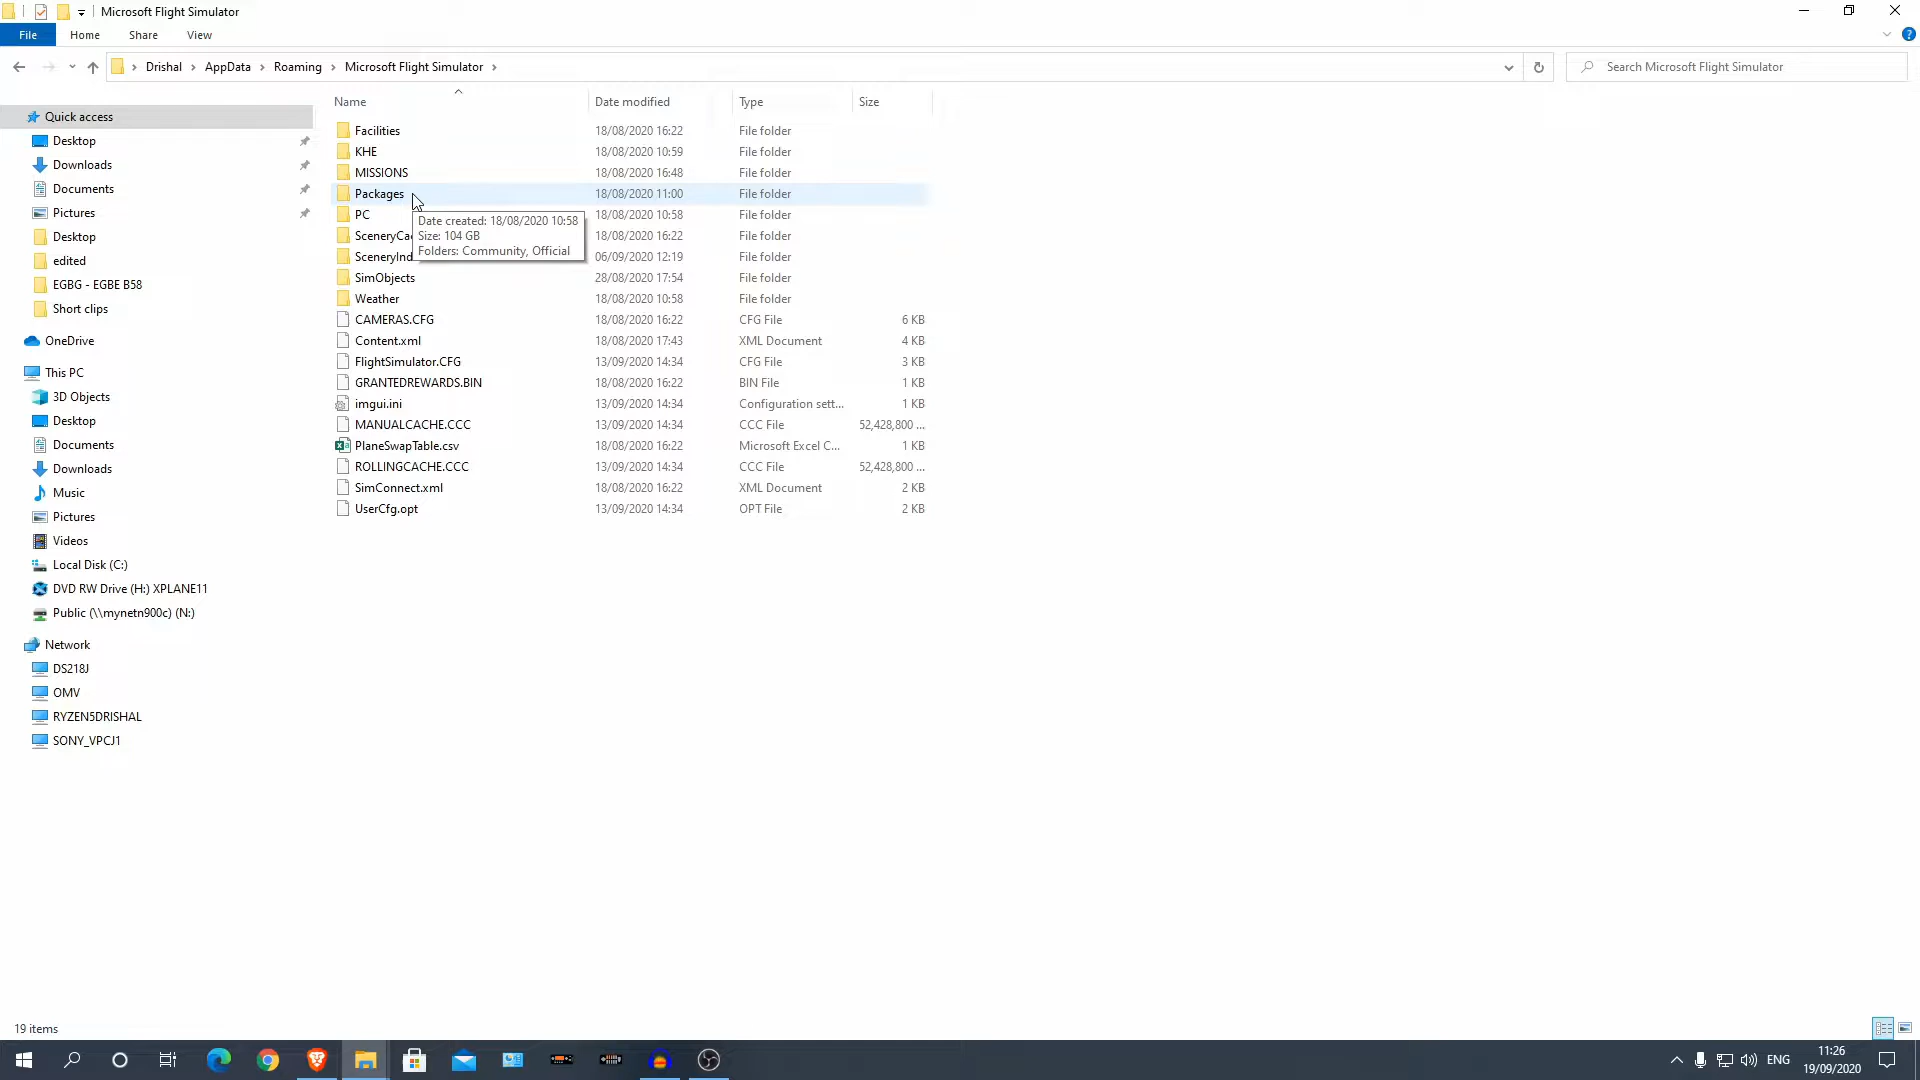 Microsoft Flight Simulator
File Home Share View
Drishal AppData Roaming Microsoft Flight Simulator
Search Microsoft Flight Simulator
Name Date modified Type Size
Quick access
Desktop
Downloads
Documents
Pictures
Desktop
edited
EGBG - EGBE B58
Short clips
OneDrive
This PC
3D Objects
Desktop
Documents
Downloads
Music
Pictures
Videos
Local Disk (C:)
DVD RW Drive (H:) XPLANE11
Public (\\mynetn900c) (N:)
Network
DS218J
OMV
RYZEN5DRISHAL
SONY_VPCJ1
Facilities 18/08/2020 16:22 File folder
KHE 18/08/2020 10:59 File folder
MISSIONS 18/08/2020 16:48 File folder
Packages 18/08/2020 11:00 File folder
PC 18/08/2020 10:58 File folder
SceneryCac 18/08/2020 16:22 File folder
SceneryInd 06/09/2020 12:19 File folder
SimObjects 28/08/2020 17:54 File folder
Weather 18/08/2020 10:58 File folder
CAMERAS.CFG 18/08/2020 16:22 CFG File 6 KB
Content.xml 18/08/2020 17:43 XML Document 4 KB
FlightSimulator.CFG 13/09/2020 14:34 CFG File 3 KB
GRANTEDREWARDS.BIN 18/08/2020 16:22 BIN File 1 KB
imgui.ini 13/09/2020 14:34 Configuration sett... 1 KB
MANUALCACHE.CCC 13/09/2020 14:34 CCC File 52,428,800 ...
PlaneSwapTable.csv 18/08/2020 16:22 Microsoft Excel C... 1 KB
ROLLINGCACHE.CCC 13/09/2020 14:34 CCC File 52,428,800 ...
SimConnect.xml 18/08/2020 16:22 XML Document 2 KB
UserCfg.opt 13/09/2020 14:34 OPT File 2 KB
Date created: 18/08/2020 10:58
Size: 104 GB
Folders: Community, Official
19 items
ENG
11:26
19/09/2020